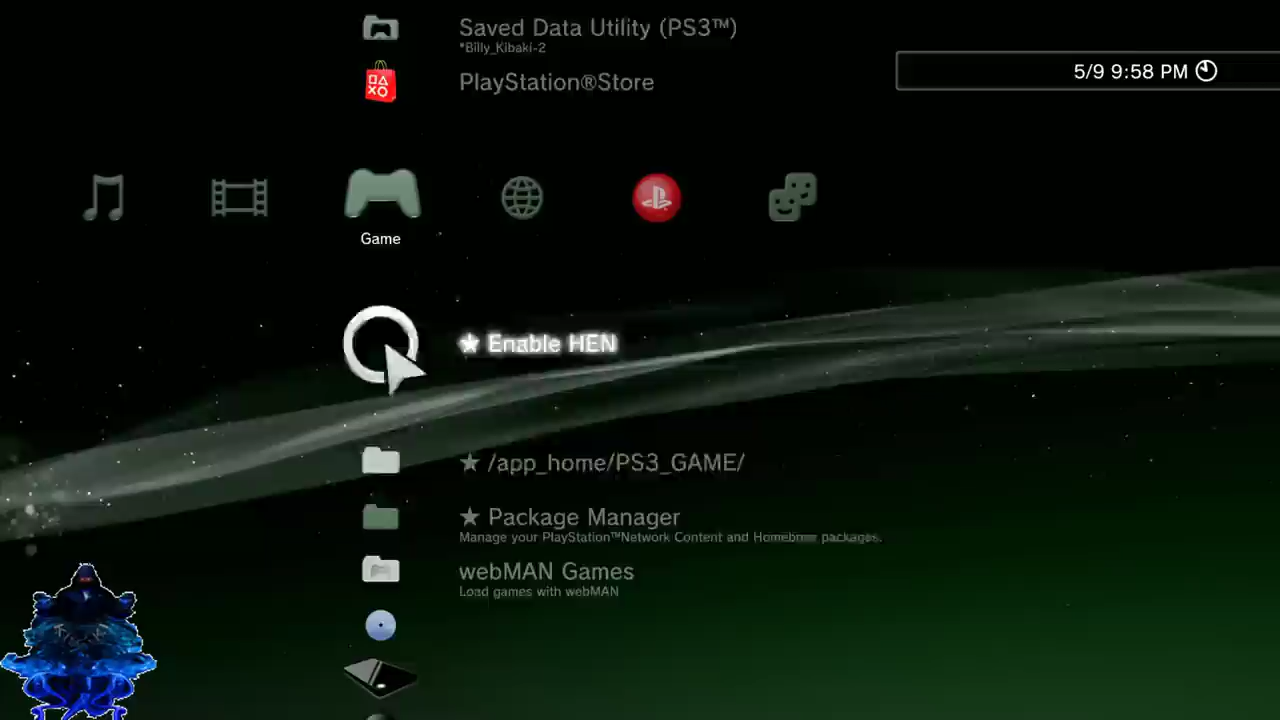 Saved Data Utility (PS3™)
*Billy_Kibaki-2
PlayStation®Store
5/9 9:58 PM
Game
★ Enable HEN
★ /app_home/PS3_GAME/
★ Package Manager
Manage your PlayStation™Network Content and Homebrew packages.
webMAN Games
Load games with webMAN